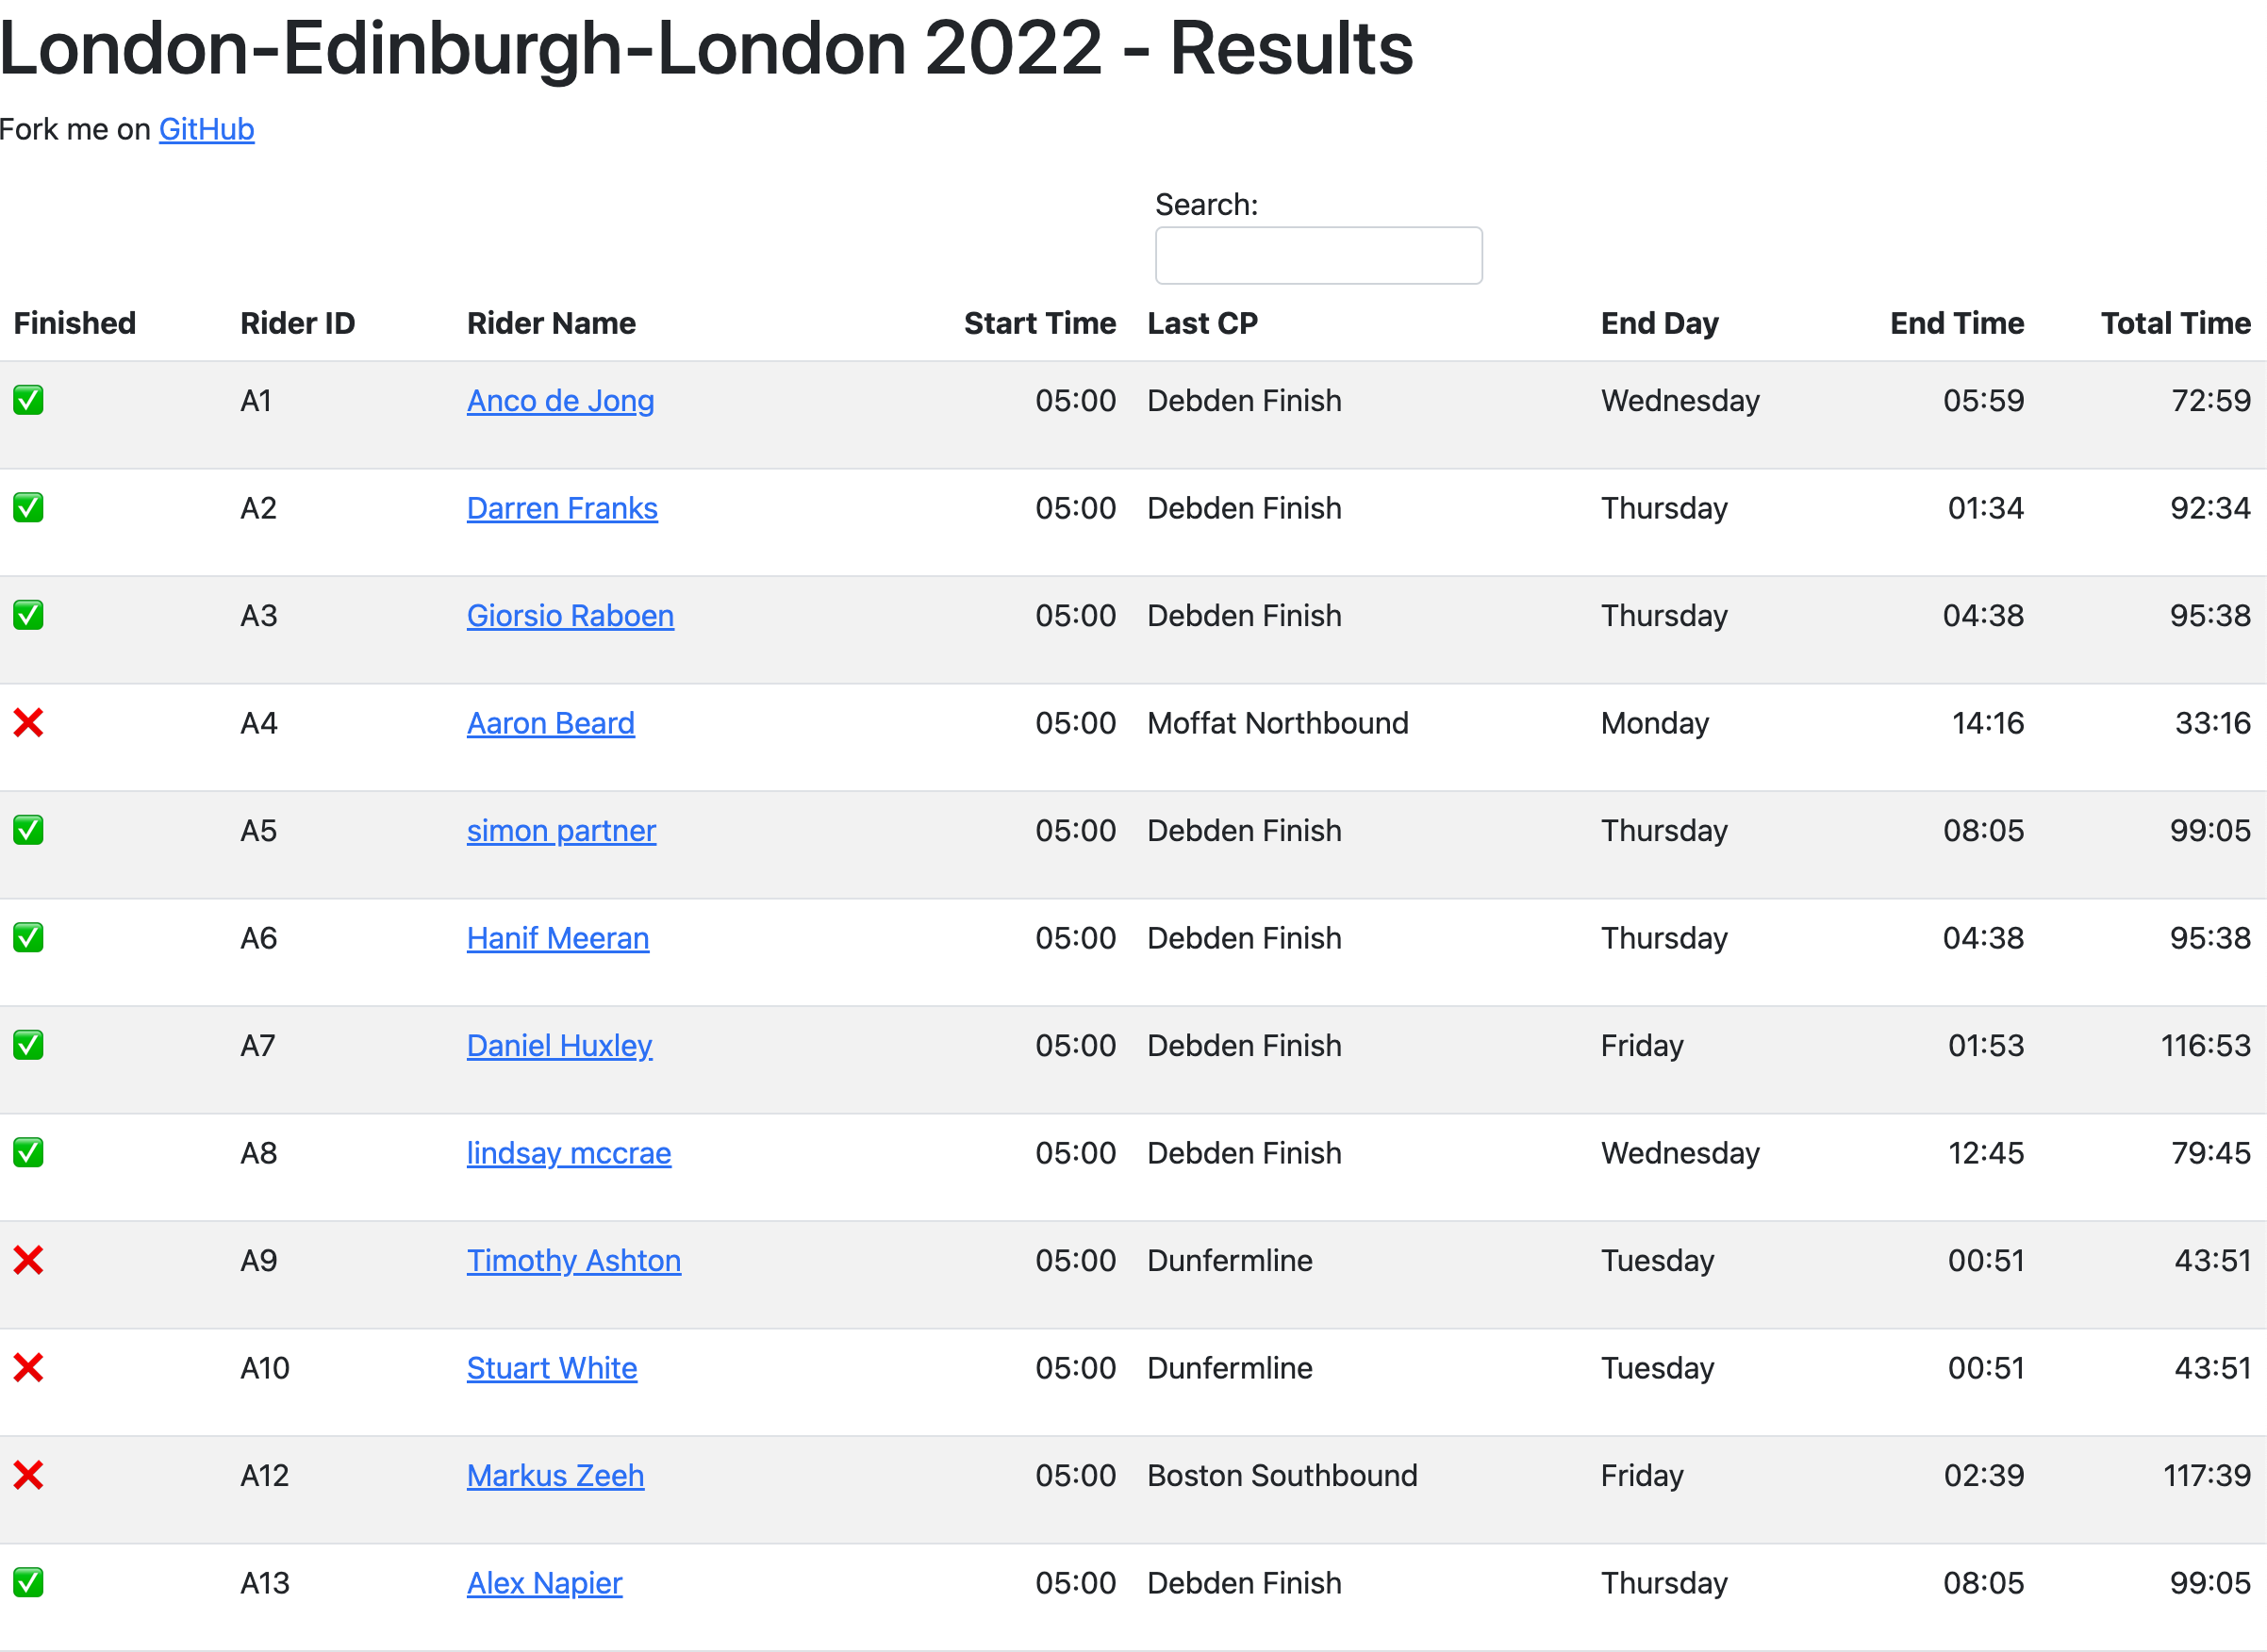 London-Edinburgh-London 2022 - Results
Fork me on GitHub
Search:
Finished Rider ID Rider Name Start Time Last CP End Day End Time Total Time
✅ A1 Anco de Jong 05:00 Debden Finish Wednesday 05:59 72:59
✅ A2 Darren Franks 05:00 Debden Finish Thursday 01:34 92:34
✅ A3 Giorsio Raboen 05:00 Debden Finish Thursday 04:38 95:38
❌ A4 Aaron Beard 05:00 Moffat Northbound Monday 14:16 33:16
✅ A5 simon partner 05:00 Debden Finish Thursday 08:05 99:05
✅ A6 Hanif Meeran 05:00 Debden Finish Thursday 04:38 95:38
✅ A7 Daniel Huxley 05:00 Debden Finish Friday 01:53 116:53
✅ A8 lindsay mccrae 05:00 Debden Finish Wednesday 12:45 79:45
❌ A9 Timothy Ashton 05:00 Dunfermline Tuesday 00:51 43:51
❌ A10 Stuart White 05:00 Dunfermline Tuesday 00:51 43:51
❌ A12 Markus Zeeh 05:00 Boston Southbound Friday 02:39 117:39
✅ A13 Alex Napier 05:00 Debden Finish Thursday 08:05 99:05